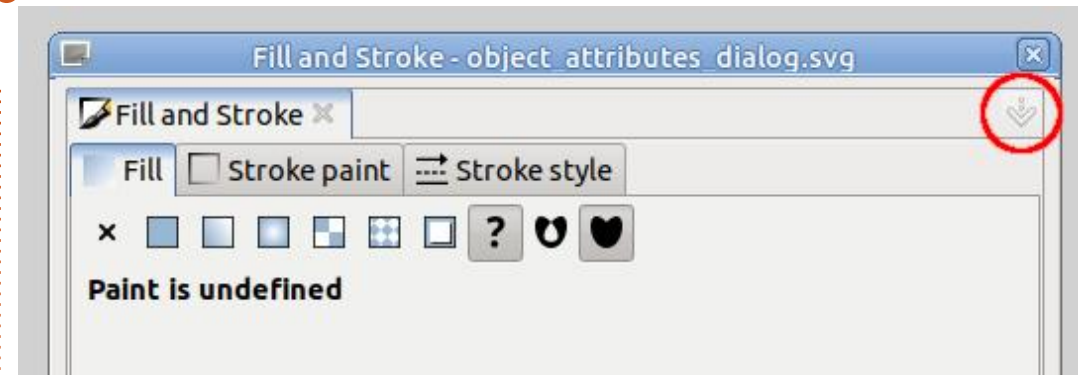 Fill and Stroke - object_attributes_dialog.svg
Fill and Stroke
Fill Stroke paint Stroke style
?
Paint is undefined